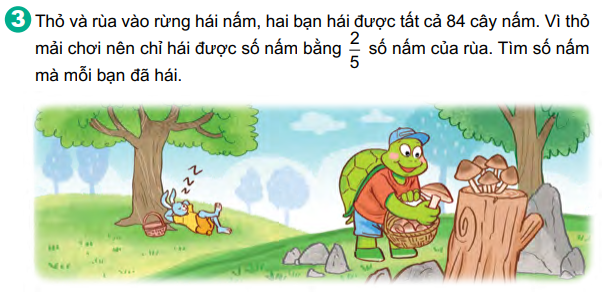 3 Thỏ và rùa vào rừng hái nấm, hai bạn hái được tất cả 84 cây nấm. Vì thỏ
mải chơi nên chỉ hái được số nấm bằng 2/5 số nấm của rùa. Tìm số nấm
mà mỗi bạn đã hái.
z z z